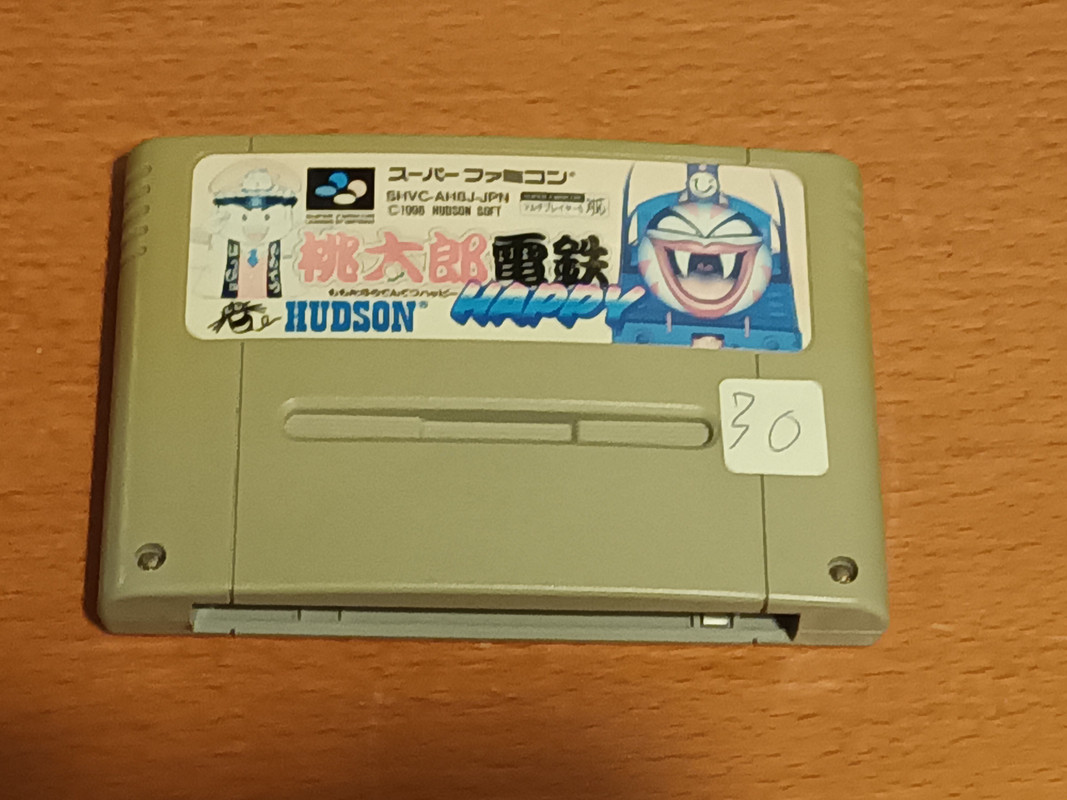 スーパーファミコン®
SHVC-AH8J-JPN
©1996 HUDSON SOFT
マルチプレイヤー5
桃太郎電鉄
ももたろうでんてつハッピー
HAPPY
HUDSON®
30